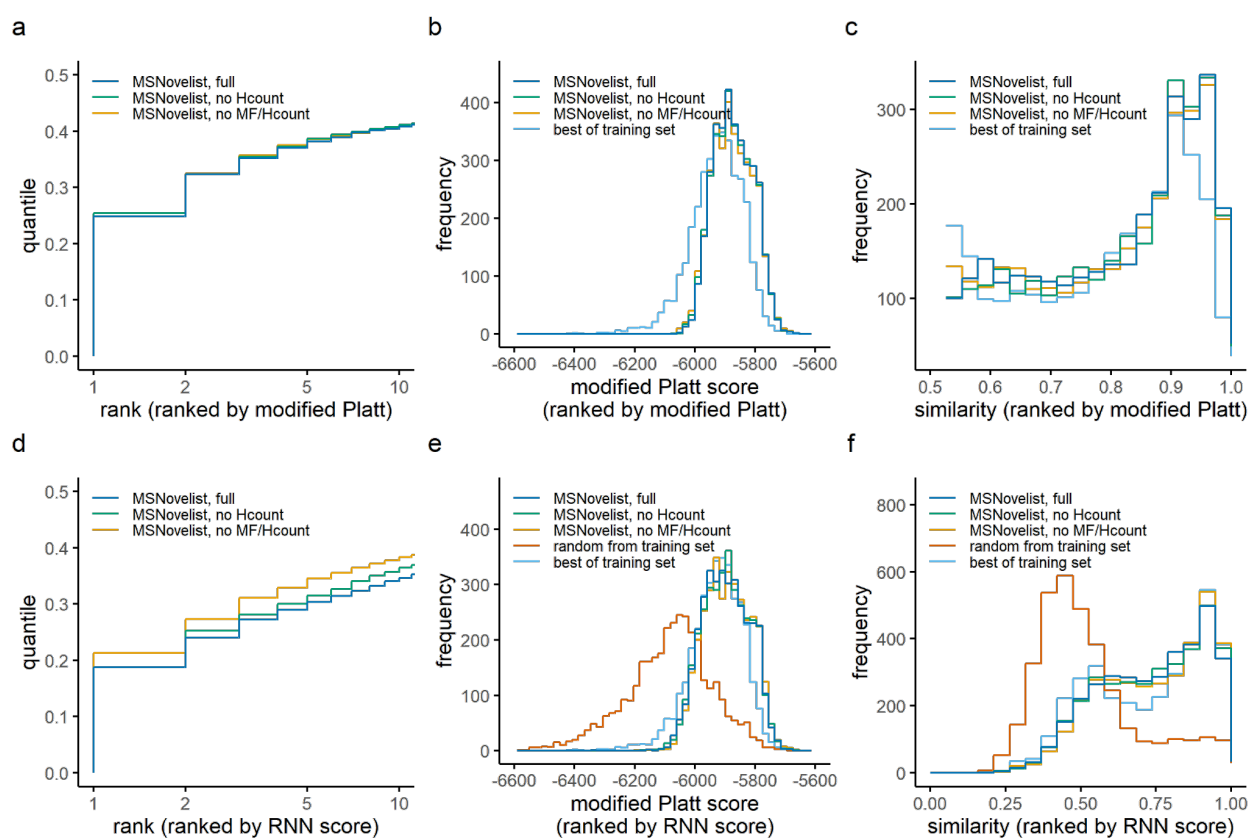 a
0.5
0.4
0.3
0.2
0.1
0.0
quantile
MSNovelist, full
MSNovelist, no Hcount
MSNovelist, no MF/Hcount
1
2
5
10
rank (ranked by modified Platt)
b
400
300
200
100
0
frequency
MSNovelist, full
MSNovelist, no Hcount
MSNovelist, no MF/Hcount
best of training set
-6600
-6200
-6000
-5800
-5600
modified Platt score
(ranked by modified Platt)
c
300
200
100
frequency
MSNovelist, full
MSNovelist, no Hcount
MSNovelist, no MF/Hcount
best of training set
0.5
0.6
0.7
0.8
0.9
1.0
similarity (ranked by modified Platt)
d
0.5
0.4
0.3
0.2
0.1
0.0
quantile
MSNovelist, full
MSNovelist, no Hcount
MSNovelist, no MF/Hcount
1
2
5
10
rank (ranked by RNN score)
e
400
300
200
100
0
frequency
MSNovelist, full
MSNovelist, no Hcount
MSNovelist, no MF/Hcount
random from training set
best of training set
-6600
-6200
-6000
-5800
-5600
modified Platt score
(ranked by RNN score)
f
800
600
400
200
0
frequency
MSNovelist, full
MSNovelist, no Hcount
MSNovelist, no MF/Hcount
random from training set
best of training set
0.00
0.25
0.50
0.75
1.00
similarity (ranked by RNN score)